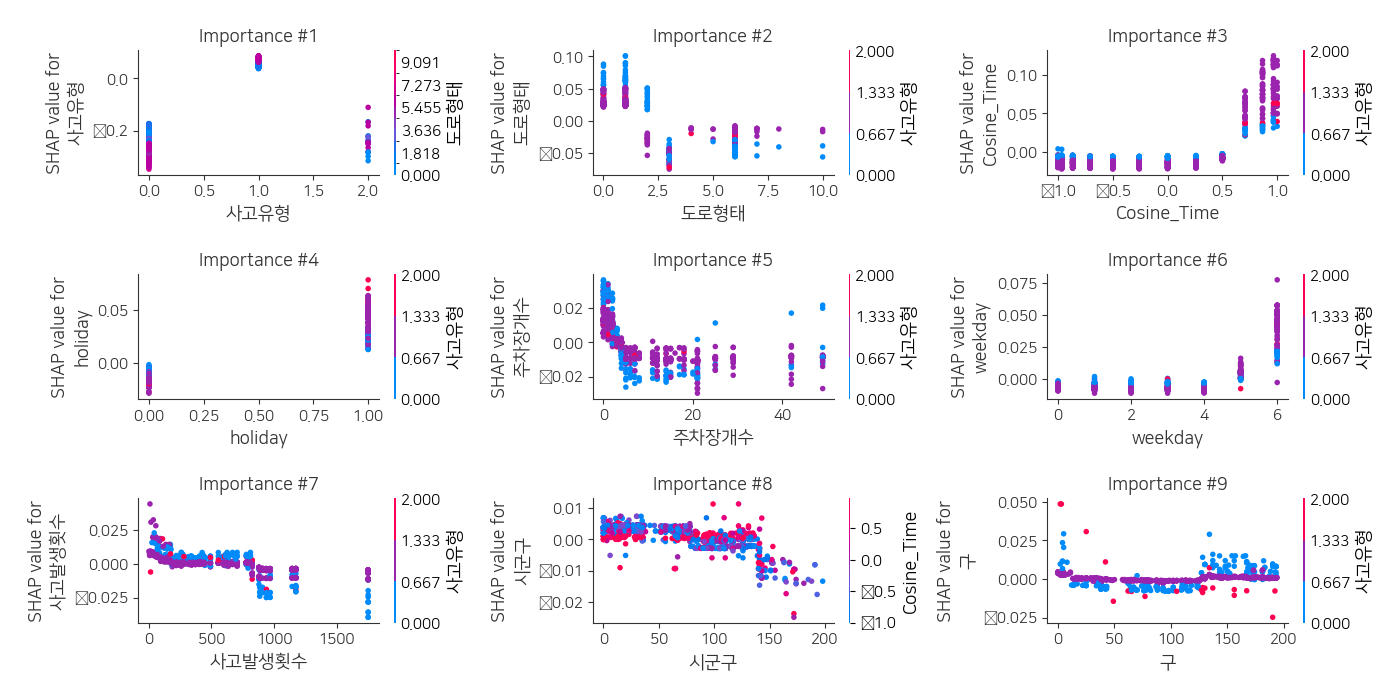 Importance #1
SHAP value for
사고유형
0.0
0.2
0.0
0.5
1.0
1.5
2.0
사고유형
9.091
7.273
5.455
3.636
1.818
0.000
도로형태
Importance #2
SHAP value for
도로형태
0.10
0.05
0.00
0.05
0.0
2.5
5.0
7.5
10.0
도로형태
2.000
1.333
0.667
0.000
사고유형
Importance #3
SHAP value for
Cosine_Time
0.10
0.05
0.00
1.0
0.5
0.0
0.5
1.0
Cosine_Time
2.000
1.333
0.667
0.000
사고유형
Importance #4
SHAP value for
holiday
0.05
0.00
0.00
0.25
0.50
0.75
1.00
holiday
2.000
1.333
0.667
0.000
사고유형
Importance #5
SHAP value for
주차장개수
0.02
0.00
0.02
0
20
40
주차장개수
2.000
1.333
0.667
0.000
사고유형
Importance #6
SHAP value for
weekday
0.075
0.050
0.025
0.000
0
2
4
6
weekday
2.000
1.333
0.667
0.000
사고유형
Importance #7
SHAP value for
사고발생횟수
0.025
0.000
0.025
0
500
1000
1500
사고발생횟수
2.000
1.333
0.667
0.000
사고유형
Importance #8
SHAP value for
시군구
0.01
0.00
0.01
0.02
0
50
100
150
200
시군구
0.5
0.0
0.5
1.0
Cosine_Time
Importance #9
SHAP value for
구
0.050
0.025
0.000
0.025
0
50
100
150
200
구
2.000
1.333
0.667
0.000
사고유형